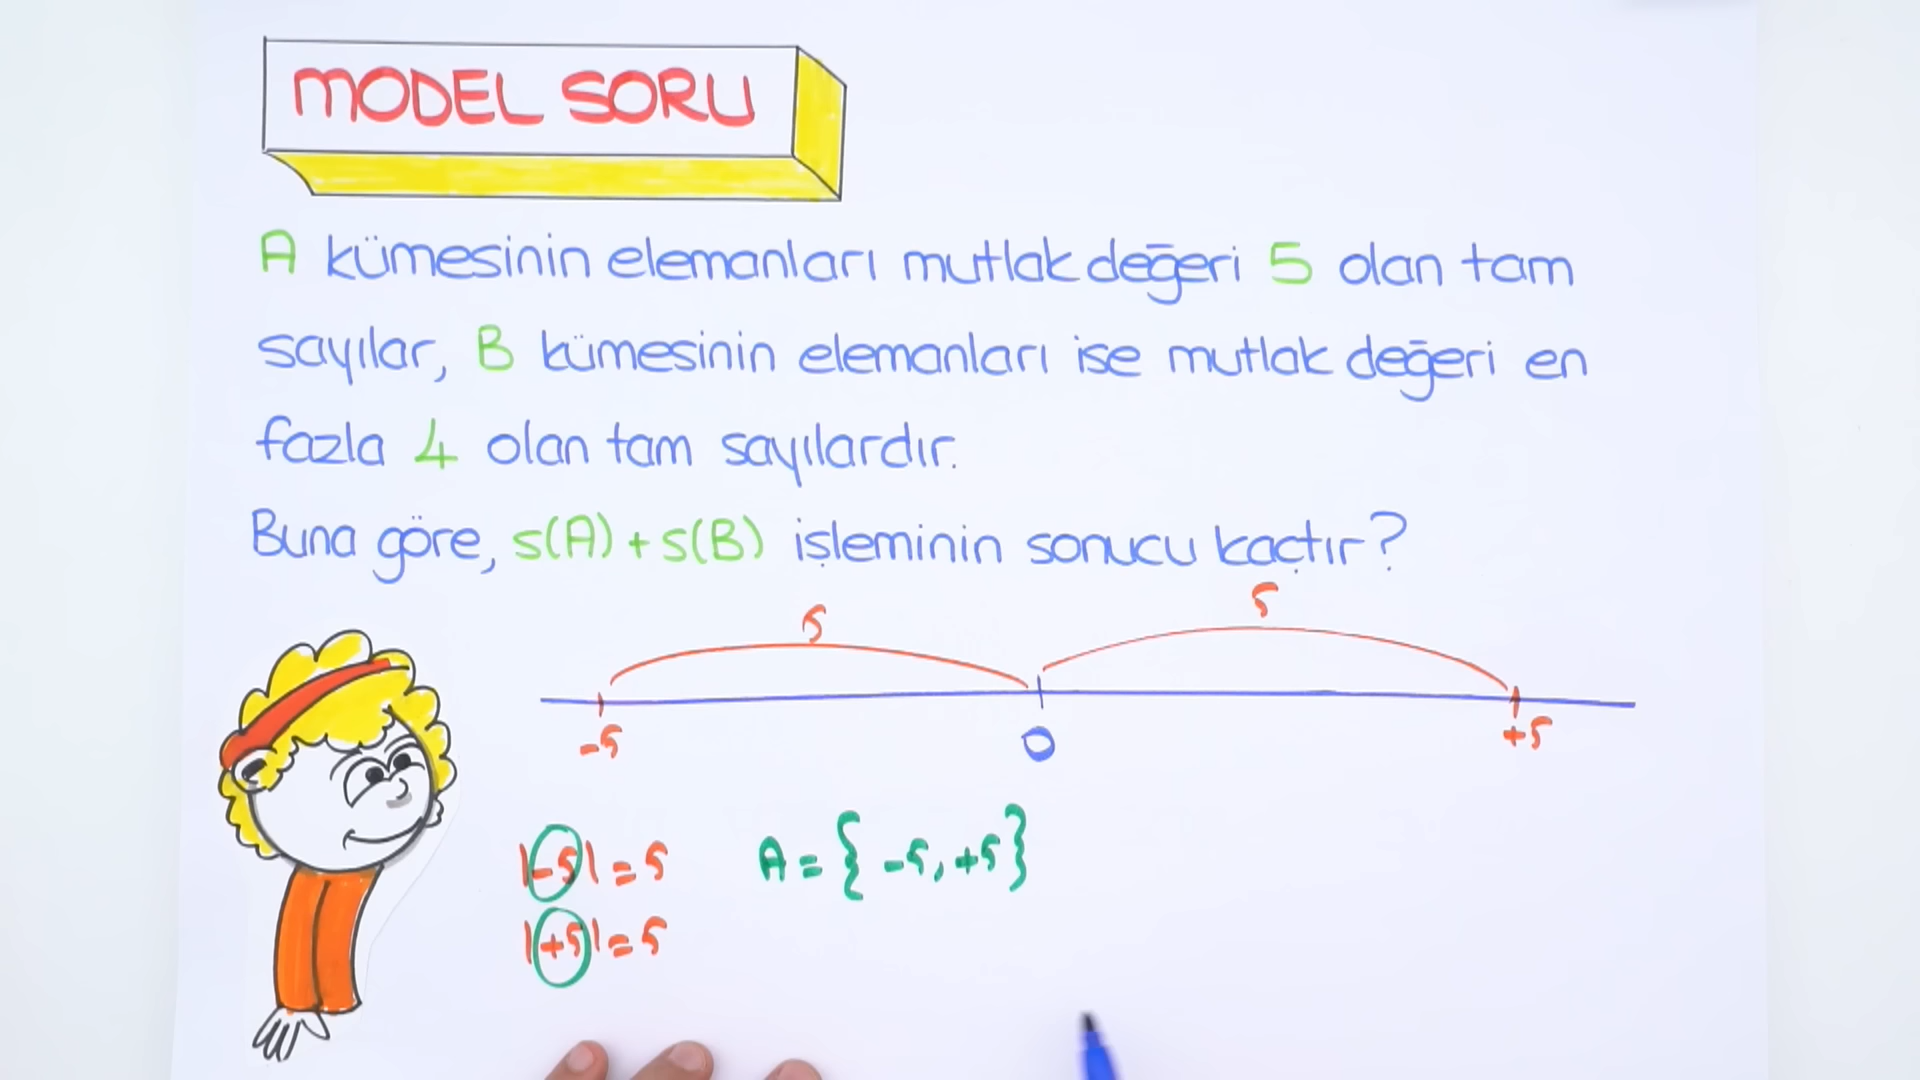 MODEL SORU
A kümesinin elemanları mutlak değeri 5 olan tam
sayılar, B kümesinin elemanları ise mutlak değeri en
fazla 4 olan tam sayılardır.
Buna göre, s(A) + s(B) işleminin sonucu kaçtır?
5 5
-5 0 +5
|-5| = 5 A = { -5, +5 }
|+5| = 5